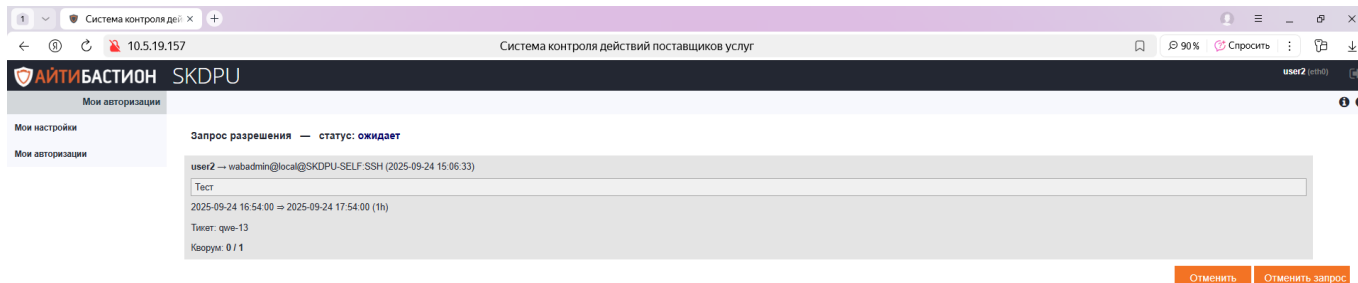 1
Система контроля дей
10.5.19.157
Система контроля действий поставщиков услуг
90 %
Спросить
АЙТИБАСТИОН SKDPU
user2 (eth0)
Мои авторизации
Мои настройки
Мои авторизации
Запрос разрешения — статус: ожидает
user2 → wabadmin@local@SKDPU-SELF:SSH (2025-09-24 15:06:33)
Тест
2025-09-24 16:54:00 ⇒ 2025-09-24 17:54:00 (1h)
Тикет: qwe-13
Кворум: 0 / 1
Отменить
Отменить запрос